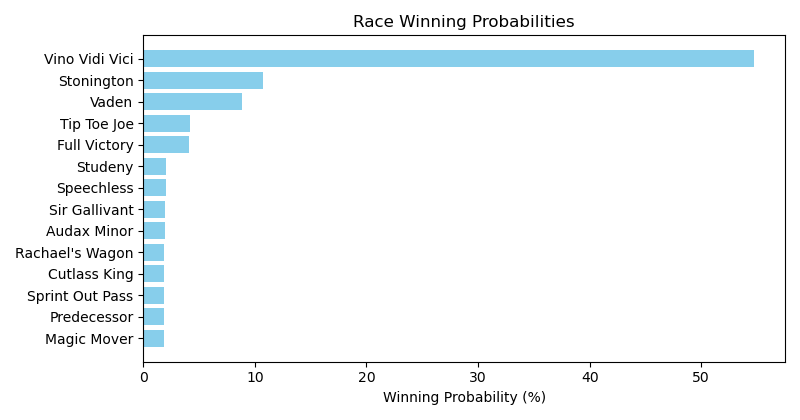 Race Winning Probabilities
Vino Vidi Vici
Stonington
Vaden
Tip Toe Joe
Full Victory
Studeny
Speechless
Sir Gallivant
Audax Minor
Rachael's Wagon
Cutlass King
Sprint Out Pass
Predecessor
Magic Mover
0 10 20 30 40 50
Winning Probability (%)